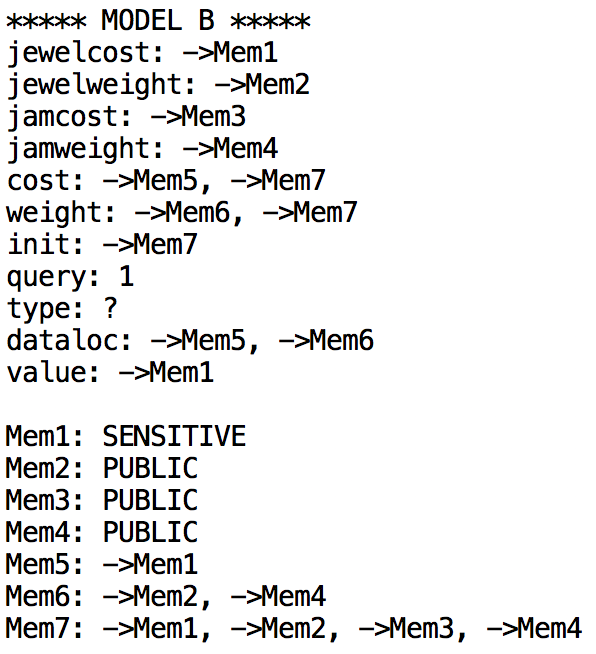 ***** MODEL B *****
jewelcost: ->Mem1
jewelweight: ->Mem2
jamcost: ->Mem3
jamweight: ->Mem4
cost: ->Mem5, ->Mem7
weight: ->Mem6, ->Mem7
init: ->Mem7
query: 1
type: ?
dataloc: ->Mem5, ->Mem6
value: ->Mem1

Mem1: SENSITIVE
Mem2: PUBLIC
Mem3: PUBLIC
Mem4: PUBLIC
Mem5: ->Mem1
Mem6: ->Mem2, ->Mem4
Mem7: ->Mem1, ->Mem2, ->Mem3, ->Mem4